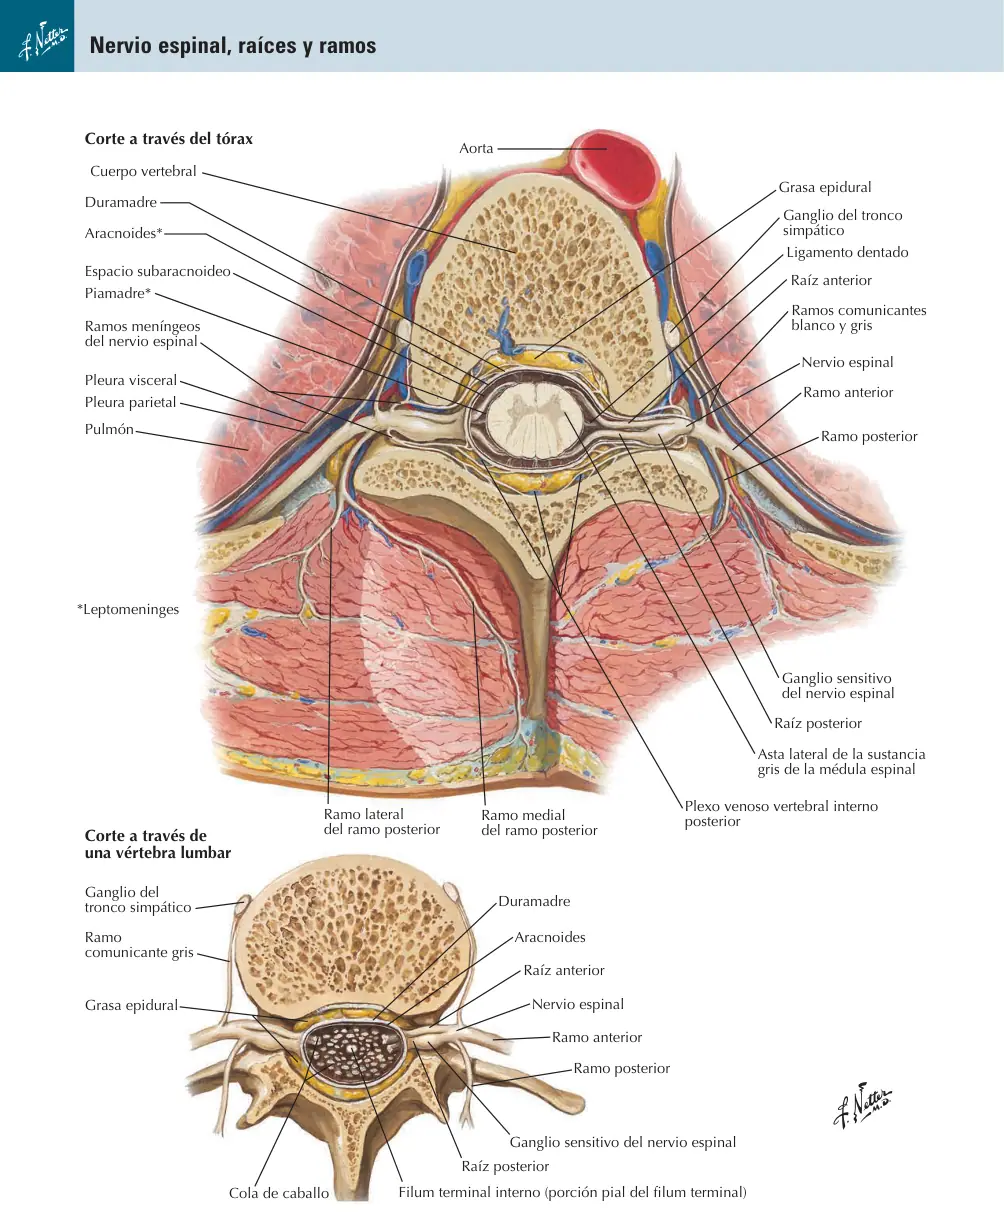 F. Netter M.D.
Nervio espinal, raíces y ramos
Corte a través del tórax
Cuerpo vertebral
Duramadre
Aracnoides*
Espacio subaracnoideo
Piamadre*
Ramos meníngeos
del nervio espinal
Pleura visceral
Pleura parietal
Pulmón
*Leptomeninges
Aorta
Grasa epidural
Ganglio del tronco
simpático
Ligamento dentado
Raíz anterior
Ramos comunicantes
blanco y gris
Nervio espinal
Ramo anterior
Ramo posterior
Ganglio sensitivo
del nervio espinal
Raíz posterior
Asta lateral de la sustancia
gris de la médula espinal
Plexo venoso vertebral interno
posterior
Ramo lateral
del ramo posterior
Ramo medial
del ramo posterior
Corte a través de
una vértebra lumbar
Ganglio del
tronco simpático
Ramo
comunicante gris
Grasa epidural
Duramadre
Aracnoides
Raíz anterior
Nervio espinal
Ramo anterior
Ramo posterior
Ganglio sensitivo del nervio espinal
Raíz posterior
Cola de caballo
Filum terminal interno (porción pial del filum terminal)
F. Netter M.D.